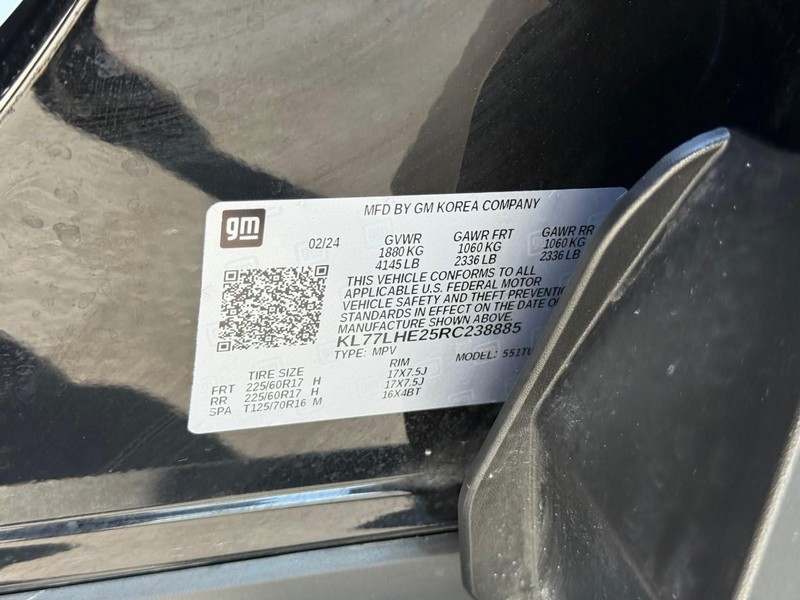 gm
MFD BY GM KOREA COMPANY
02/24
GVWR GAWR FRT GAWR RR
1880 KG 1060 KG 1060 KG
4145 LB 2336 LB 2336 LB
THIS VEHICLE CONFORMS TO ALL
APPLICABLE U.S. FEDERAL MOTOR
VEHICLE SAFETY AND THEFT
STANDARDS IN EFFECT ON THE DATE
MANUFACTURE SHOWN ABOVE.
KL77LHE25RC238885
TYPE: MPV MODEL:
TIRE SIZE RIM
FRT 225/60R17 H 17X7.5J
RR 225/60R17 H 17X7.5J
SPA T125/70R16 M 16X4BT